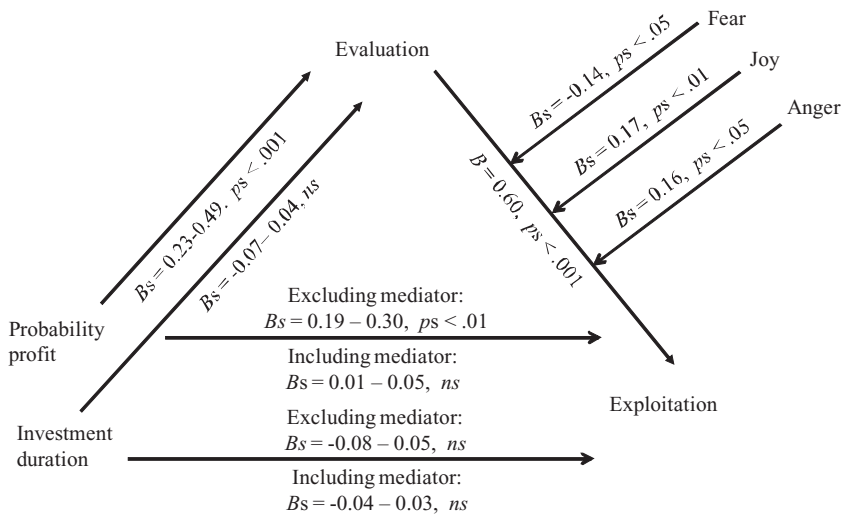 Evaluation
Fear
Joy
Anger
Bs = -0.14, ps < .05
Bs = 0.17, ps < .01
Bs = 0.16, ps < .05
B = 0.60, ps < .001
Bs = 0.23-0.49. ps < .001
Bs = -0.07– 0.04, ns
Probability
profit
Excluding mediator:
Bs = 0.19 – 0.30, ps < .01
Including mediator:
Bs = 0.01 – 0.05, ns
Exploitation
Investment
duration
Excluding mediator:
Bs = -0.08 – 0.05, ns
Including mediator:
Bs = -0.04 – 0.03, ns